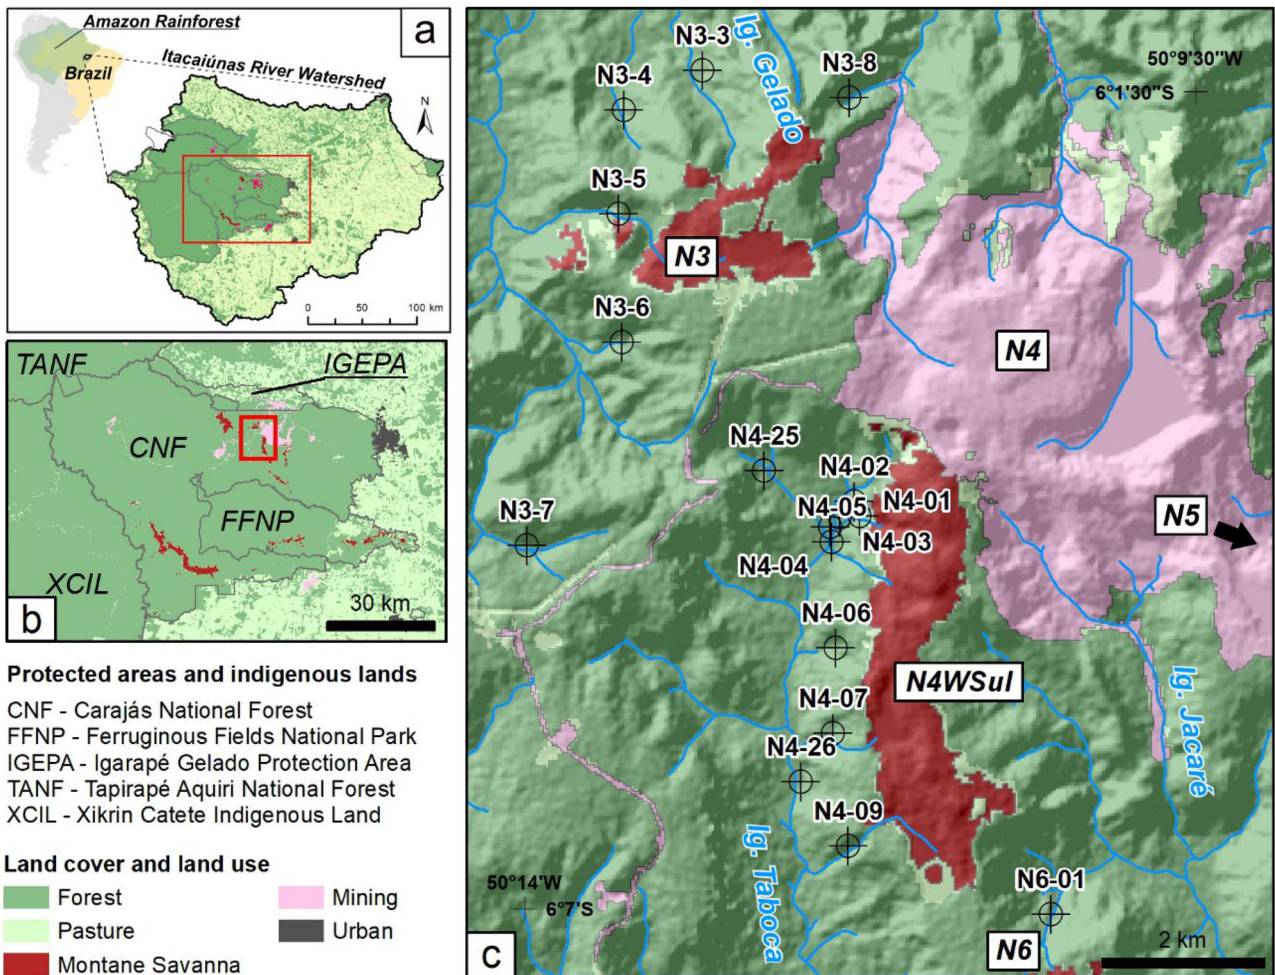 a
Amazon Rainforest
Brazil
Itacaiúnas River Watershed
N
0 50 100 km
b
TANF
IGEPA
CNF
FFNP
XCIL
30 km
Protected areas and indigenous lands
CNF - Carajás National Forest
FFNP - Ferruginous Fields National Park
IGEPA - Igarapé Gelado Protection Area
TANF - Tapirapé Aquiri National Forest
XCIL - Xikrin Catete Indigenous Land
Land cover and land use
Forest
Pasture
Montane Savanna
Mining
Urban
c
N3-3
Ig. Gelado
N3-4
N3-8
50°9'30"W
6°1'30"S
N3-5
N3
N3-6
N4
N4-25
N4-02
N4-05
N4-01
N3-7
N4-03
N5
N4-04
N4-06
N4WSul
N4-07
Ig. Jacaré
N4-26
N4-09
Ig. Taboca
50°14'W
6°7'S
N6-01
N6
2 km